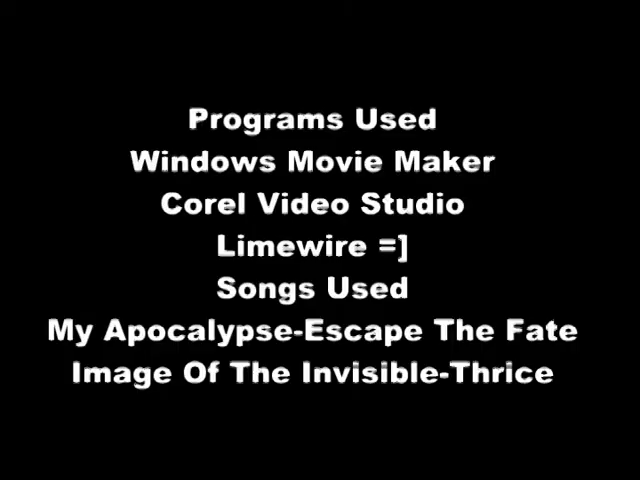 Programs Used
Windows Movie Maker
Corel Video Studio
Limewire =]
Songs Used
My Apocalypse-Escape The Fate
Image Of The Invisible-Thrice